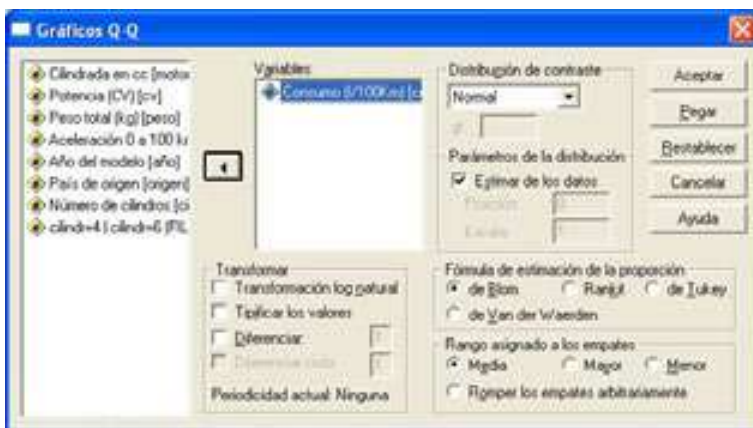 Gráficos Q-Q
Cilindrada en cc [motor
Potencia (CV) [cv]
Peso total (kg) [peso]
Aceleración 0 a 100 k
Año del modelo [año]
País de origen [origen]
Número de cilindros [ci
cilindr=4 | cilindr=6 (FIL
Variables
Consumo (l/100Km) [c
Distribución de contraste
Normal
Parámetros de la distribución
Estimar de los datos
Escala
Aceptar
Pegar
Restablecer
Cancelar
Ayuda
Transformar
Transformación log natural
Tipificar los valores
Diferenciar
Periodicidad actual: Ninguna
Fórmula de estimación de la proporción
de Blom
Rankit
de Tukey
de Van der Waerden
Rango asignado a los empates
Media
Mayor
Menor
Romper los empates arbitrariamente